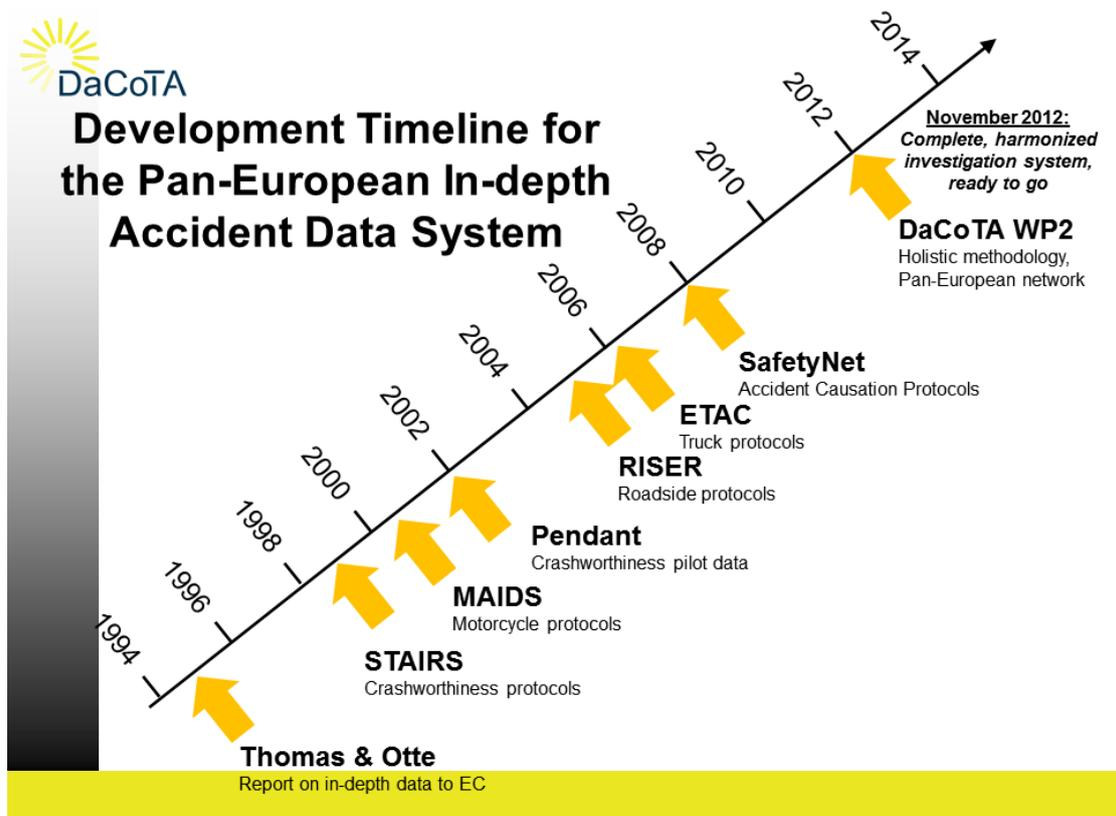 DaCoTA
Development Timeline for
the Pan-European In-depth
Accident Data System
1994
1996
1998
2000
2002
2004
2006
2008
2010
2012
2014
November 2012:
Complete, harmonized
investigation system,
ready to go
DaCoTA WP2
Holistic methodology,
Pan-European network
SafetyNet
Accident Causation Protocols
ETAC
Truck protocols
RISER
Roadside protocols
Pendant
Crashworthiness pilot data
MAIDS
Motorcycle protocols
STAIRS
Crashworthiness protocols
Thomas & Otte
Report on in-depth data to EC